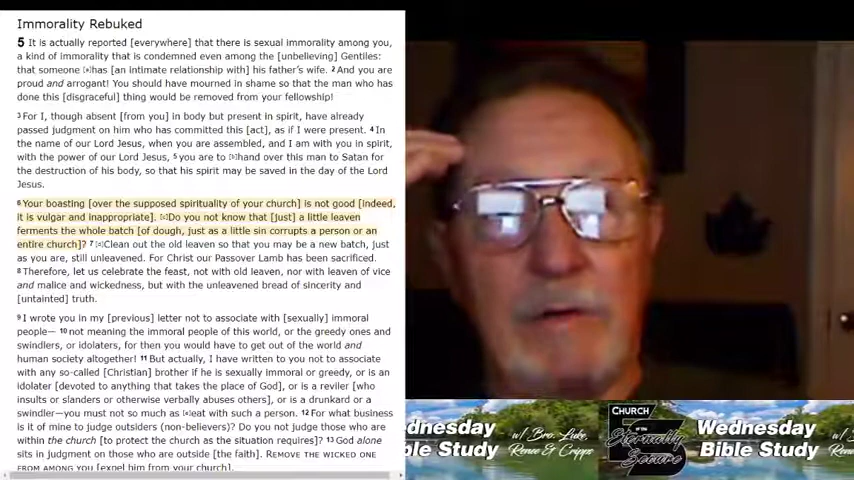 Immorality Rebuked
5 It is actually reported [everywhere] that there is sexual immorality among you,
a kind of immorality that is condemned even among the [unbelieving] Gentiles:
that someone [a]has [an intimate relationship with] his father's wife. 2 And you are
proud and arrogant! You should have mourned in shame so that the man who has
done this [disgraceful] thing would be removed from your fellowship!
3 For I, though absent [from you] in body but present in spirit, have already
passed judgment on him who has committed this [act], as if I were present. 4 In
the name of our Lord Jesus, when you are assembled, and I am with you in spirit,
with the power of our Lord Jesus, 5 you are to [b]hand over this man to Satan for
the destruction of his body, so that his spirit may be saved in the day of the Lord
Jesus.
6 Your boasting [over the supposed spirituality of your church] is not good [indeed,
it is vulgar and inappropriate]. [c]Do you not know that [just] a little leaven
ferments the whole batch [of dough, just as a little sin corrupts a person or an
entire church]? 7 [d]Clean out the old leaven so that you may be a new batch, just
as you are, still unleavened. For Christ our Passover Lamb has been sacrificed.
8 Therefore, let us celebrate the feast, not with old leaven, nor with leaven of vice
and malice and wickedness, but with the unleavened bread of sincerity and
[untainted] truth.
9 I wrote you in my [previous] letter not to associate with [sexually] immoral
people— 10 not meaning the immoral people of this world, or the greedy ones and
swindlers, or idolaters, for then you would have to get out of the world and
human society altogether! 11 But actually, I have written to you not to associate
with any so-called [Christian] brother if he is sexually immoral or greedy, or is an
idolater [devoted to anything that takes the place of God], or is a reviler [who
insults or slanders or otherwise verbally abuses others], or is a drunkard or a
swindler—you must not so much as [e]eat with such a person. 12 For what business
is it of mine to judge outsiders (non-believers)? Do you not judge those who are
within the church [to protect the church as the situation requires]? 13 God alone
sits in judgment on those who are outside [the faith]. REMOVE THE WICKED ONE
FROM AMONG YOU [expel him from your church].
dnesday
Bible Study
w/ Bro. Luke,
Renee & Cripps
CHURCH
OF THE
Eternally
Secure
Wednesday
Bible Study
w/
Rene